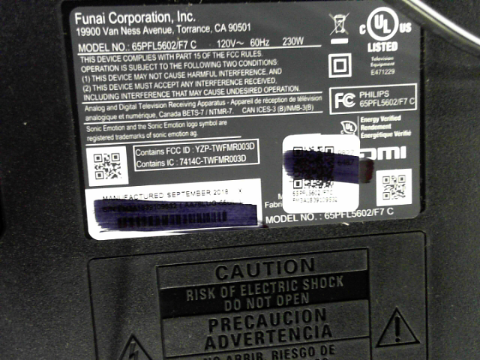 Funai Corporation, Inc.
19900 Van Ness Avenue, Torrance, CA 90501
MODEL NO.: 65PFL5602/F7 C 120V~ 60Hz 230W
THIS DEVICE COMPLIES WITH PART 15 OF THE FCC RULES.
OPERATION IS SUBJECT TO THE FOLLOWING TWO CONDITIONS:
(1) THIS DEVICE MAY NOT CAUSE HARMFUL INTERFERENCE, AND
(2) THIS DEVICE MUST ACCEPT ANY INTERFERENCE RECEIVED,
INCLUDING INTERFERENCE THAT MAY CAUSE UNDESIRED OPERATION.
Analog and Digital Television Receiving Apparatus - Appareil de réception de télévision
analogique et numérique, Canada BETS-7 / NTMR-7. CAN ICES-3 (B)/NMB-3(B)
Sonic Emotion and the Sonic Emotion logo symbol are
registered trademarks of sonic emotion ag.
Contains FCC ID : YZP-TWFMR003D
Contains IC : 7414C-TWFMR003D
MANUFACTURED SEPTEMBER 2018
c UL US
LISTED
Television
Equipment
E471229
FC PHILIPS
65PFL5602/F7 C
Energy Verified
UL
MODEL NO. : 65PFL5602/F7 C
CAUTION
RISK OF ELECTRIC SHOCK
DO NOT OPEN
PRECAUCION
ADVERTENCIA
NO ABRIR, RIESGO DE